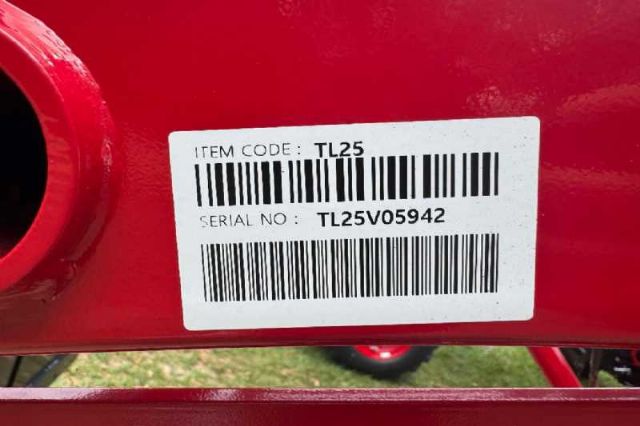 ITEM CODE : TL25
SERIAL NO : TL25V05942